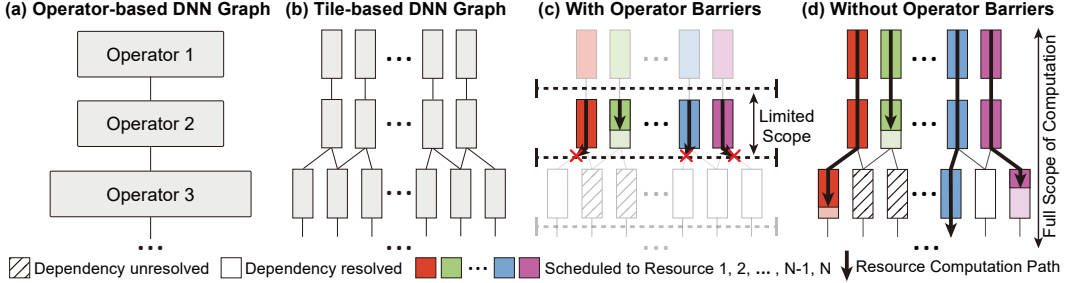 (a) Operator-based DNN Graph
Operator 1
Operator 2
Operator 3
...
(b) Tile-based DNN Graph
...
...
...
...
(c) With Operator Barriers
...
...
Limited
Scope
...
...
(d) Without Operator Barriers
...
...
...
...
Full Scope of Computation
Dependency unresolved
Dependency resolved
... Scheduled to Resource 1, 2, ... , N-1, N
Resource Computation Path